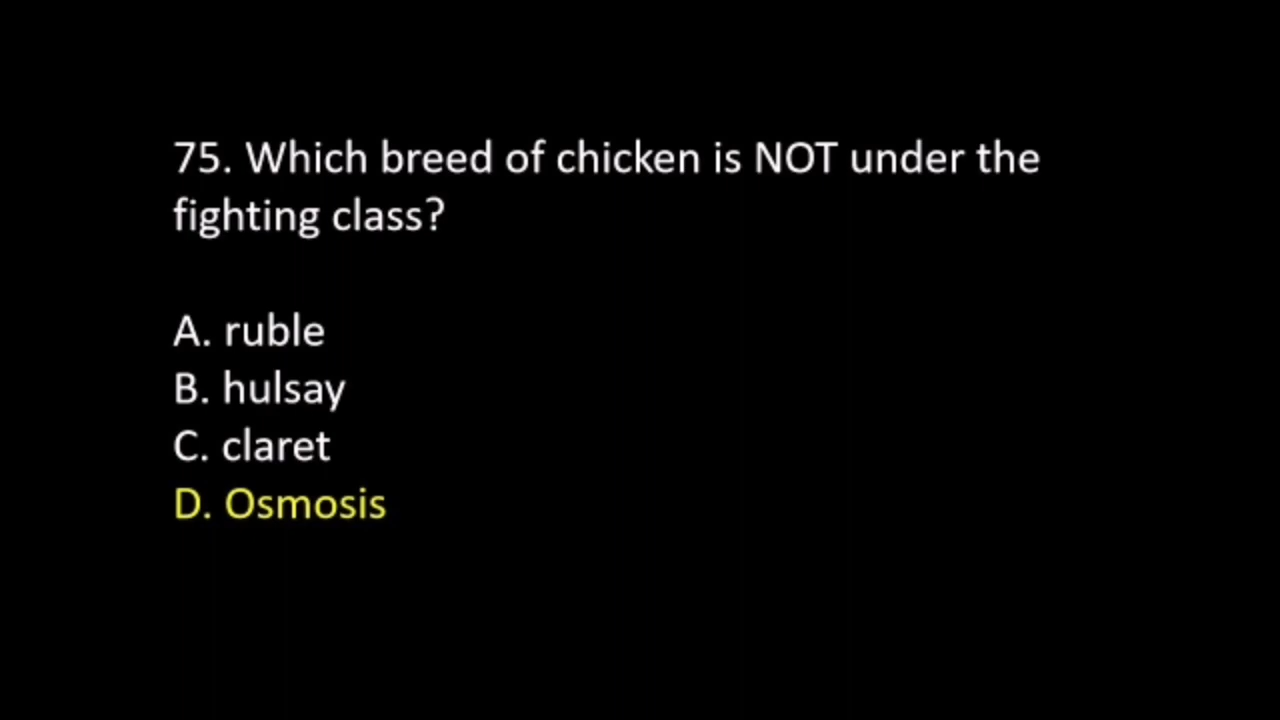 75. Which breed of chicken is NOT under the
fighting class?
A. ruble
B. hulsay
C. claret
D. Osmosis